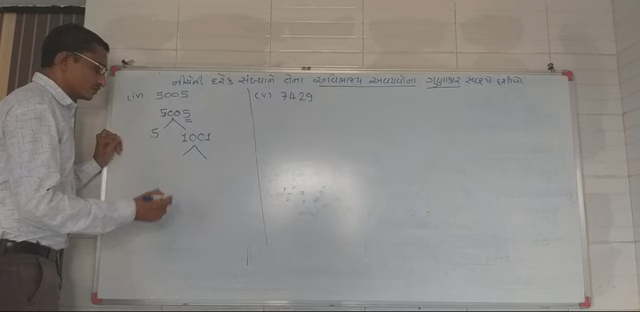 નીચેની દરેક સંખ્યાને તેના અવિભાજ્ય અવયવોના ગુણાકાર સ્વરૂપે દર્શાવો
(iv) 5005
(v) 7429
5005
5 1001